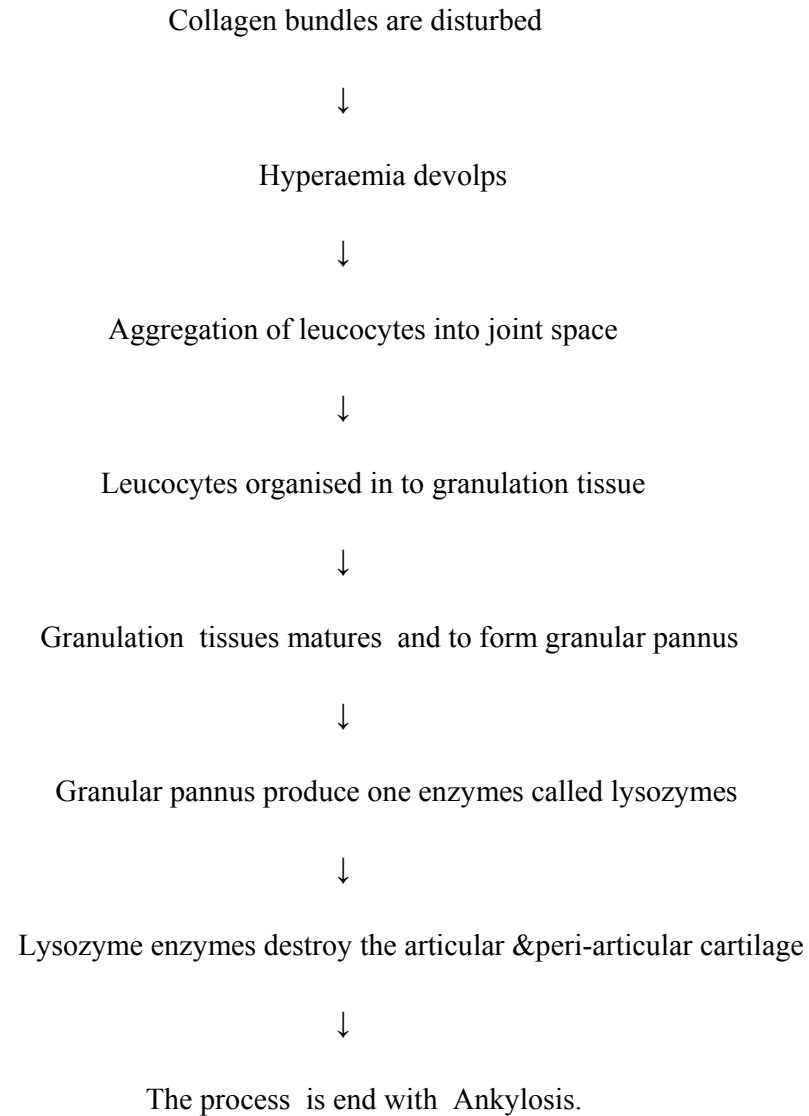 Collagen bundles are disturbed
↓
Hyperaemia devolps
↓
Aggregation of leucocytes into joint space
↓
Leucocytes organised in to granulation tissue
↓
Granulation tissues matures and to form granular pannus
↓
Granular pannus produce one enzymes called lysozymes
↓
Lysozyme enzymes destroy the articular &peri-articular cartilage
↓
The process is end with Ankylosis.